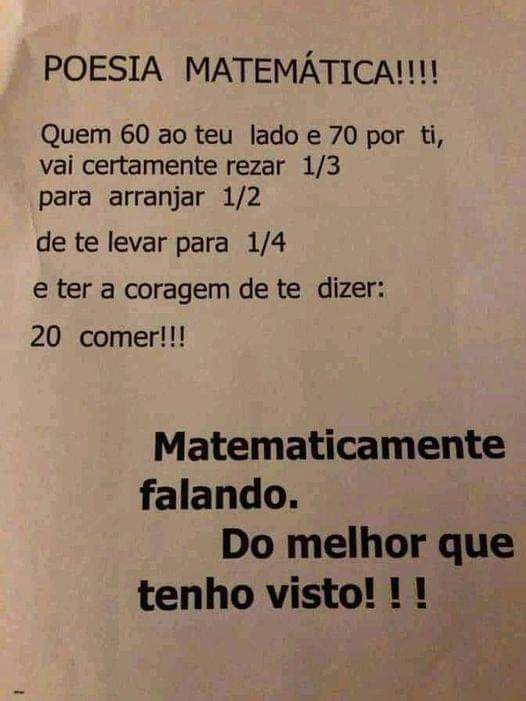 POESIA MATEMÁTICA!!!!
Quem 60 ao teu lado e 70 por ti,
vai certamente rezar 1/3
para arranjar 1/2
de te levar para 1/4
e ter a coragem de te dizer:
20 comer!!!
Matematicamente
falando.
Do melhor que
tenho visto! ! !